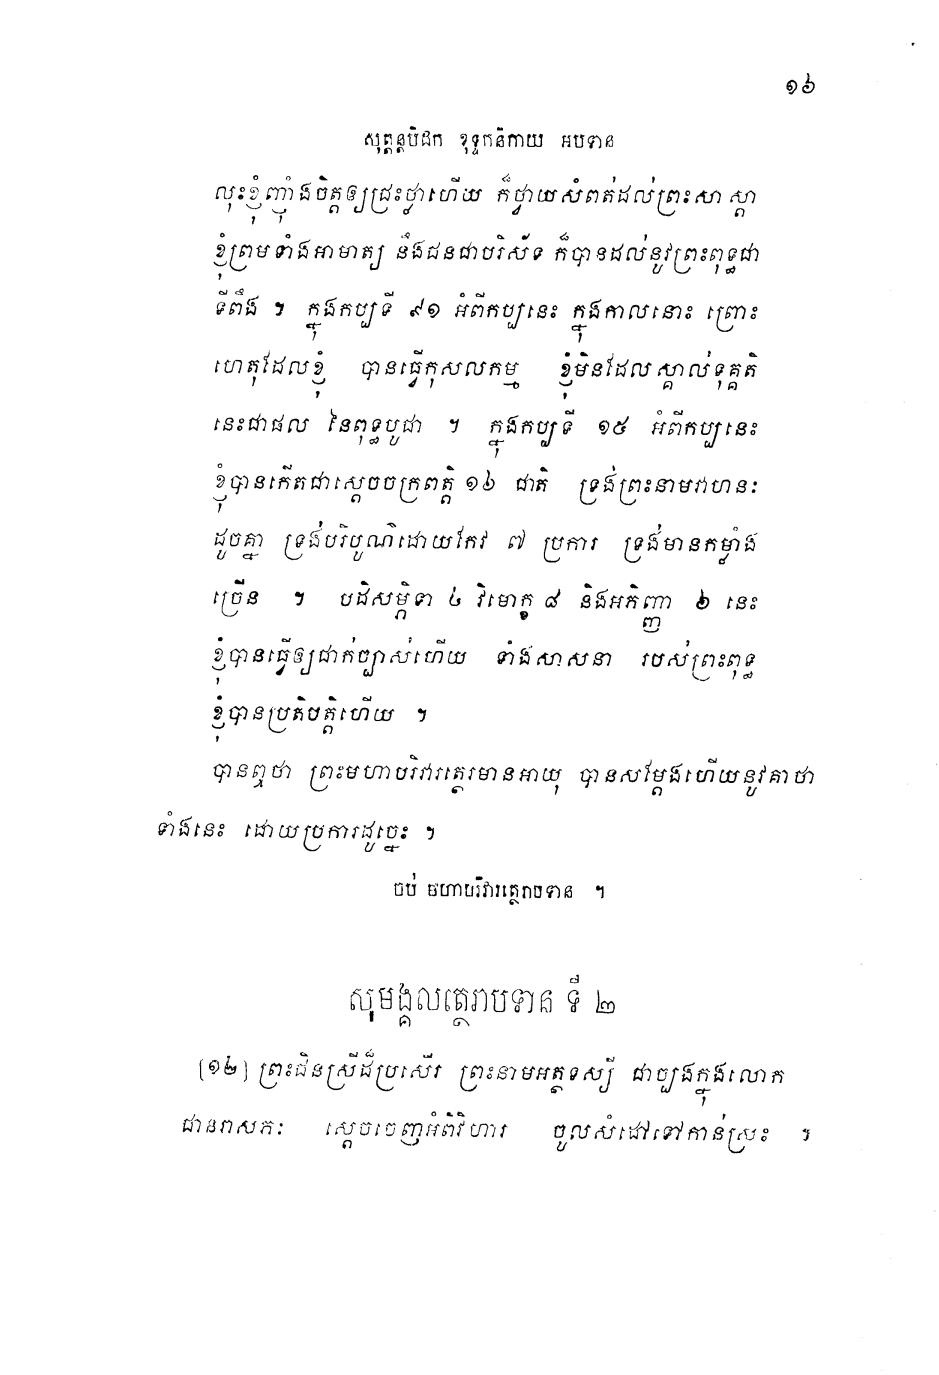 ១៦
សុត្តន្តបិដក ខុទ្ទកនិកាយ អបទាន
លុះខ្ញុំញ៉ាំងចិត្តឲ្យជ្រះថ្លាហើយ ក៏ថ្វាយសំពត់ដល់ព្រះសាស្តា
ខ្ញុំព្រមទាំងអាមាត្យ នឹងជនជាបរិស័ទ ក៏បានដល់នូវព្រះពុទ្ធជា
ទីពឹង ។ ក្នុងកប្បទី ៩១ អំពីកប្បនេះ ក្នុងកាលនោះ ព្រោះ
ហេតុដែលខ្ញុំ បានធ្វើកុសលកម្ម ខ្ញុំមិនដែលស្គាល់ទុគ្គតិ
នេះជាផល នៃពុទ្ធបូជា ។ ក្នុងកប្បទី ១៥ អំពីកប្បនេះ
ខ្ញុំបានកើតជាស្តេចចក្រពត្តិ ១៦ ជាតិ ទ្រង់ព្រះនាមវាហនៈ
ដូចគ្នា ទ្រង់បរិបូណ៌ដោយកែវ ៧ ប្រការ ទ្រង់មានកម្លាំង
ច្រើន ។ បដិសម្ភិទា ៤ វិមោក្ខ ៨ និងអភិញ្ញា ៦ នេះ
ខ្ញុំបានធ្វើឲ្យជាក់ច្បាស់ហើយ ទាំងសាសនា របស់ព្រះពុទ្ធ
ខ្ញុំបានប្រតិបត្តិហើយ ។
បានឮថា ព្រះមហាបរិវារត្ថេរមានអាយុ បានសម្តែងហើយនូវគាថា
ទាំងនេះ ដោយប្រការដូច្នេះ ។
ចប់ មហាបរិវារត្ថេរាបទាន ។
សុមង្គលត្ថេរាបទាន ទី ២
(១២) ព្រះជិនស្រីដ៏ប្រសើរ ព្រះនាមអត្ថទស្សី ជាច្បងក្នុងលោក
ជានរាសភៈ ស្តេចចេញអំពីវិហារ ចូលសំដៅទៅកាន់ស្រះ ។